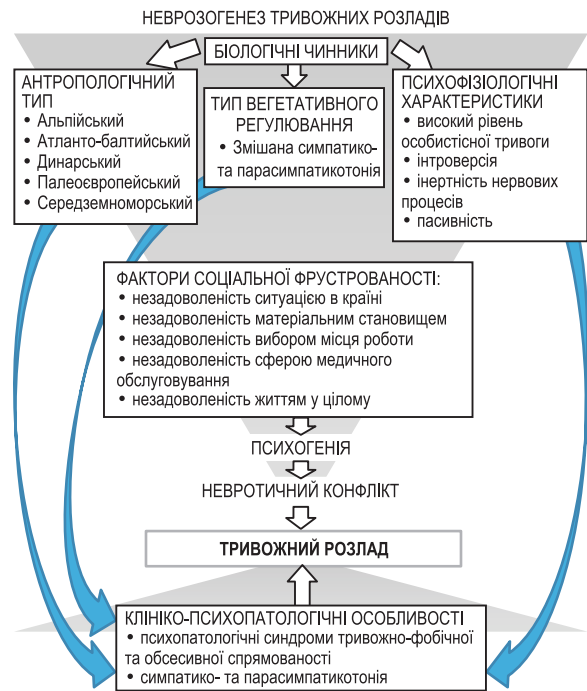 НЕВРОЗОГЕНЕЗ ТРИВОЖНИХ РОЗЛАДІВ
БІОЛОГІЧНІ ЧИННИКИ
АНТРОПОЛОГІЧНИЙ
ТИП
• Альпійський
• Атланто-балтийський
• Динарський
• Палеоєвропейський
• Середземноморський
ТИП ВЕГЕТАТИВНОГО
РЕГУЛЮВАННЯ
• Змішана симпатико-
та парасимпатикотонія
ПСИХОФІЗІОЛОГІЧНІ
ХАРАКТЕРИСТИКИ
• високий рівень
особистісної тривоги
• інтроверсія
• інертність нервових
процесів
• пасивність
ФАКТОРИ СОЦІАЛЬНОЇ ФРУСТРОВАНОСТІ:
• незадоволеність ситуацією в країні
• незадоволеність матеріальним становищем
• незадоволеність вибором місця роботи
• незадоволеність сферою медичного
обслуговування
• незадоволеність життям у цілому
ПСИХОГЕНІЯ
НЕВРОТИЧНИЙ КОНФЛІКТ
ТРИВОЖНИЙ РОЗЛАД
КЛІНІКО-ПСИХОПАТОЛОГІЧНІ ОСОБЛИВОСТІ
• психопатологічні синдроми тривожно-фобічної
та обсесивної спрямованості
• симпатико- та парасимпатикотонія